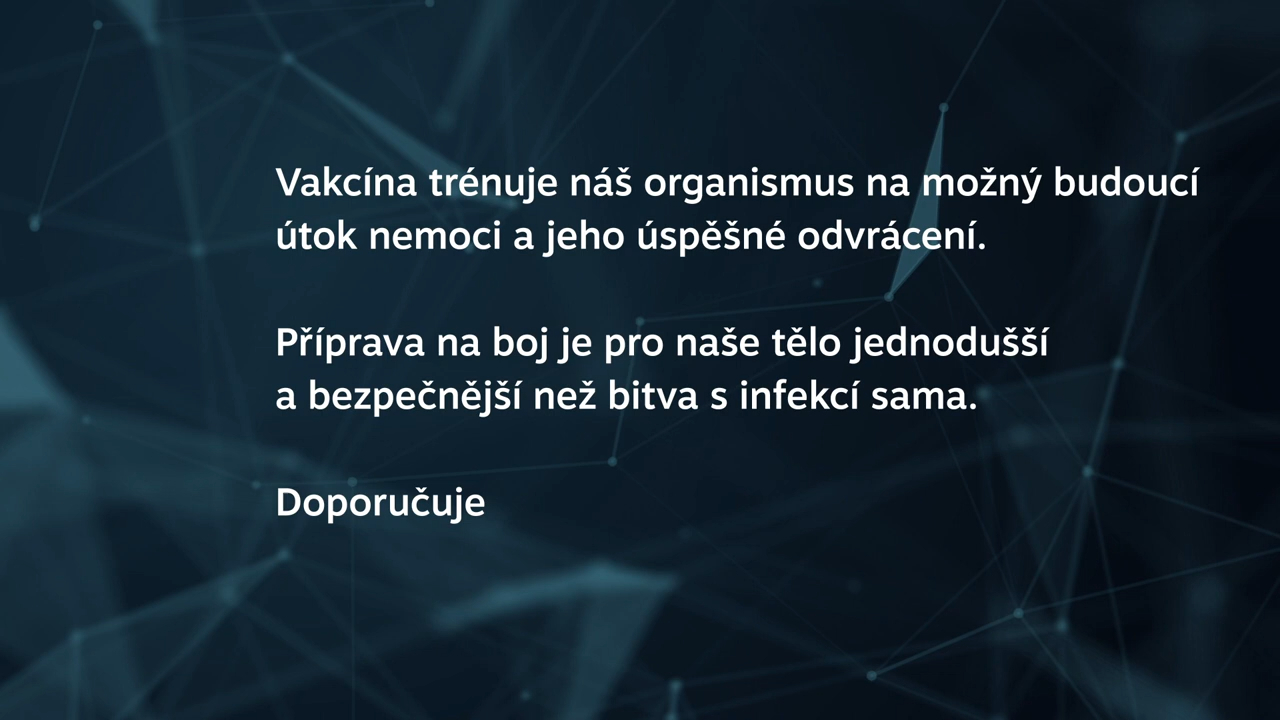 Vakcína trénuje náš organismus na možný budoucí
útok nemoci a jeho úspěšné odvrácení.
Příprava na boj je pro naše tělo jednodušší
a bezpečnější než bitva s infekcí sama.
Doporučuje